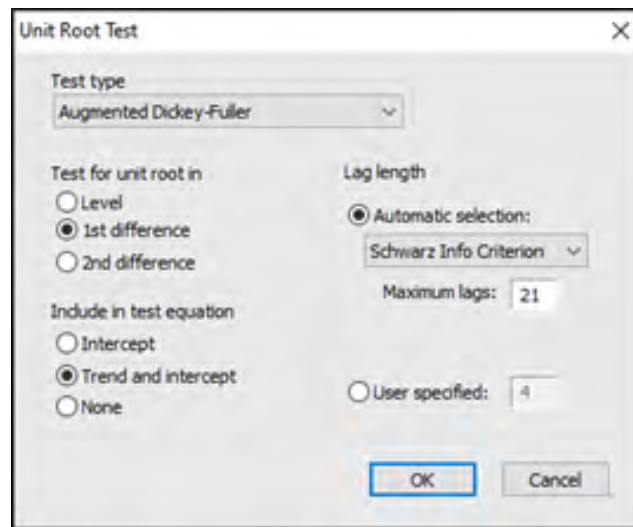 Unit Root Test
Test type
Augmented Dickey-Fuller
Test for unit root in
Level
1st difference
2nd difference
Include in test equation
Intercept
Trend and intercept
None
Lag length
Automatic selection:
Schwarz Info Criterion
Maximum lags: 21
User specified: 4
OK
Cancel